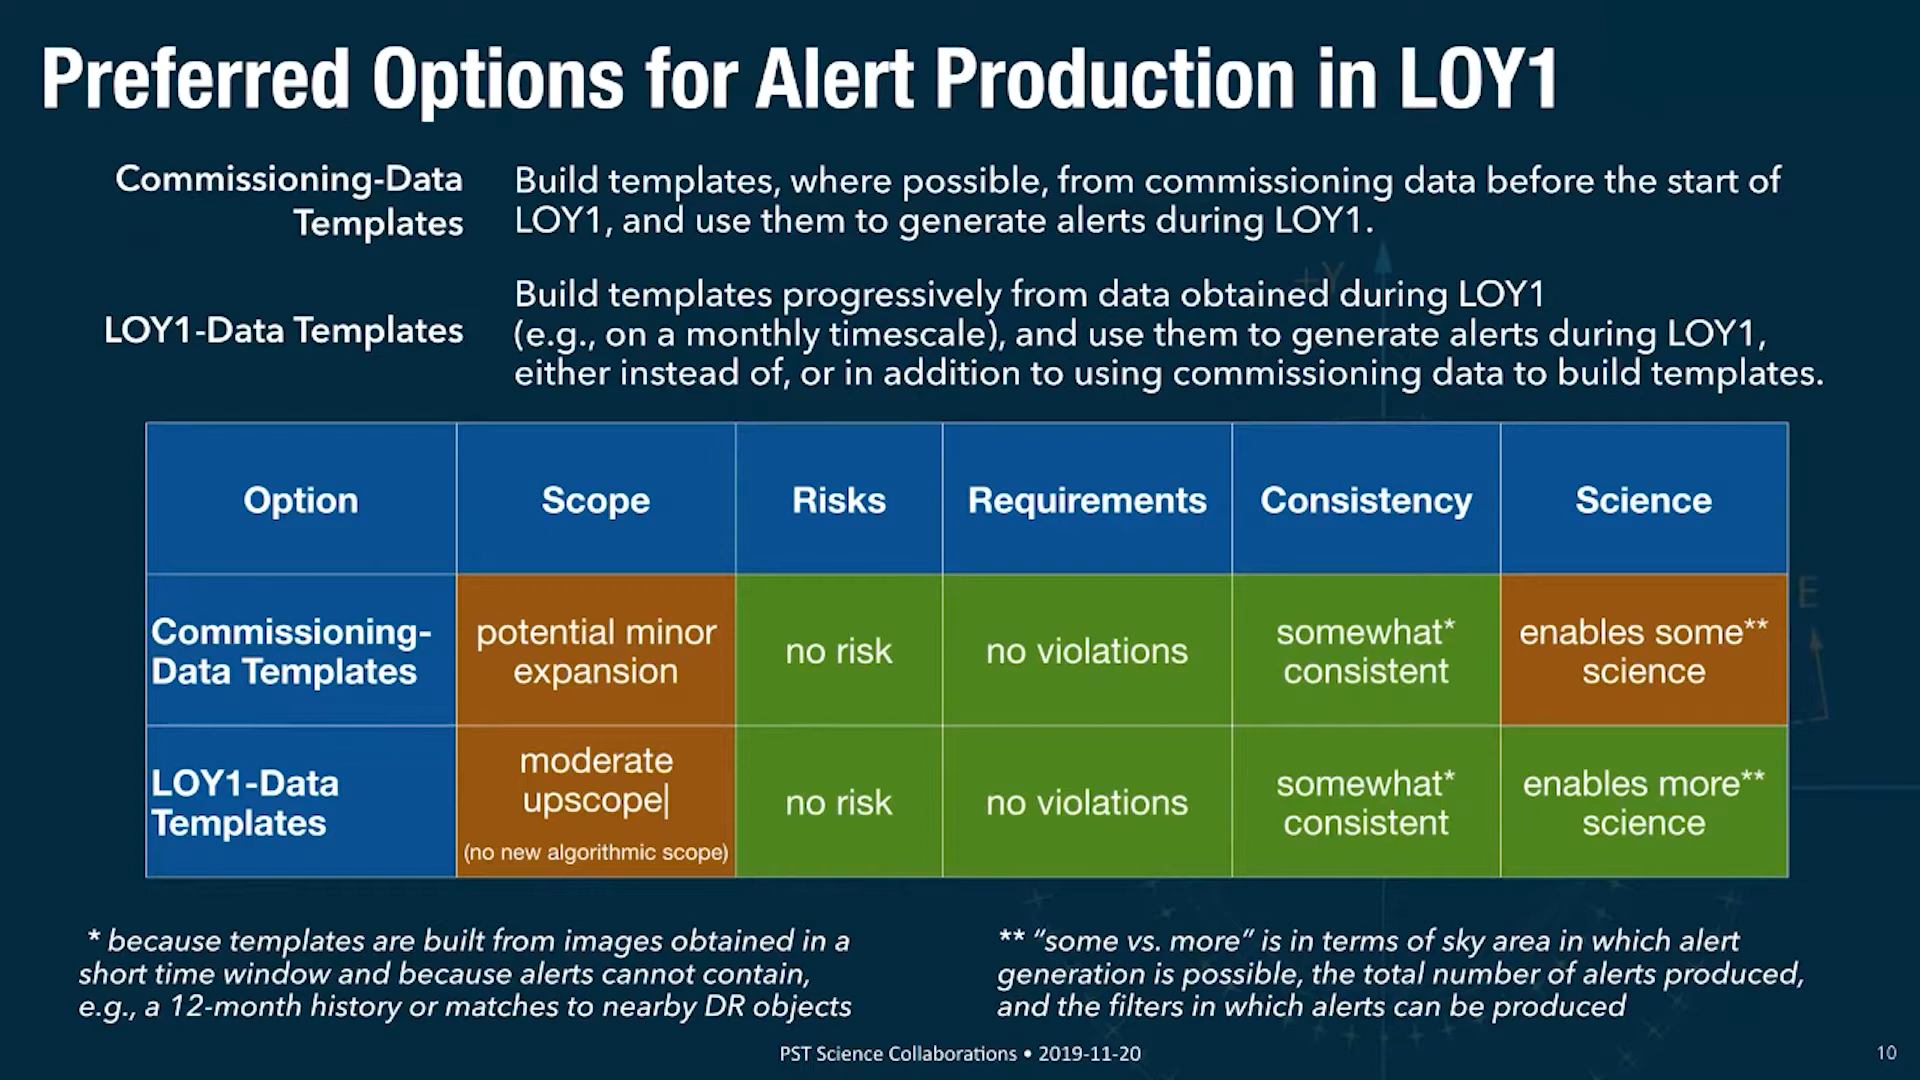 Preferred Options for Alert Production in LOY1
Commissioning-Data
Templates
Build templates, where possible, from commissioning data before the start of
LOY1, and use them to generate alerts during LOY1.
LOY1-Data Templates
Build templates progressively from data obtained during LOY1
(e.g., on a monthly timescale), and use them to generate alerts during LOY1,
either instead of, or in addition to using commissioning data to build templates.
+Y
Option
Scope
Risks
Requirements
Consistency
Science
Commissioning-
Data Templates
potential minor
expansion
no risk
no violations
somewhat*
consistent
enables some**
science
E
LOY1-Data
Templates
moderate
upscope
(no new algorithmic scope)
no risk
no violations
somewhat*
consistent
enables more**
science
* because templates are built from images obtained in a
short time window and because alerts cannot contain,
e.g., a 12-month history or matches to nearby DR objects
** “some vs. more” is in terms of sky area in which alert
generation is possible, the total number of alerts produced,
and the filters in which alerts can be produced
PST Science Collaborations • 2019-11-20
10